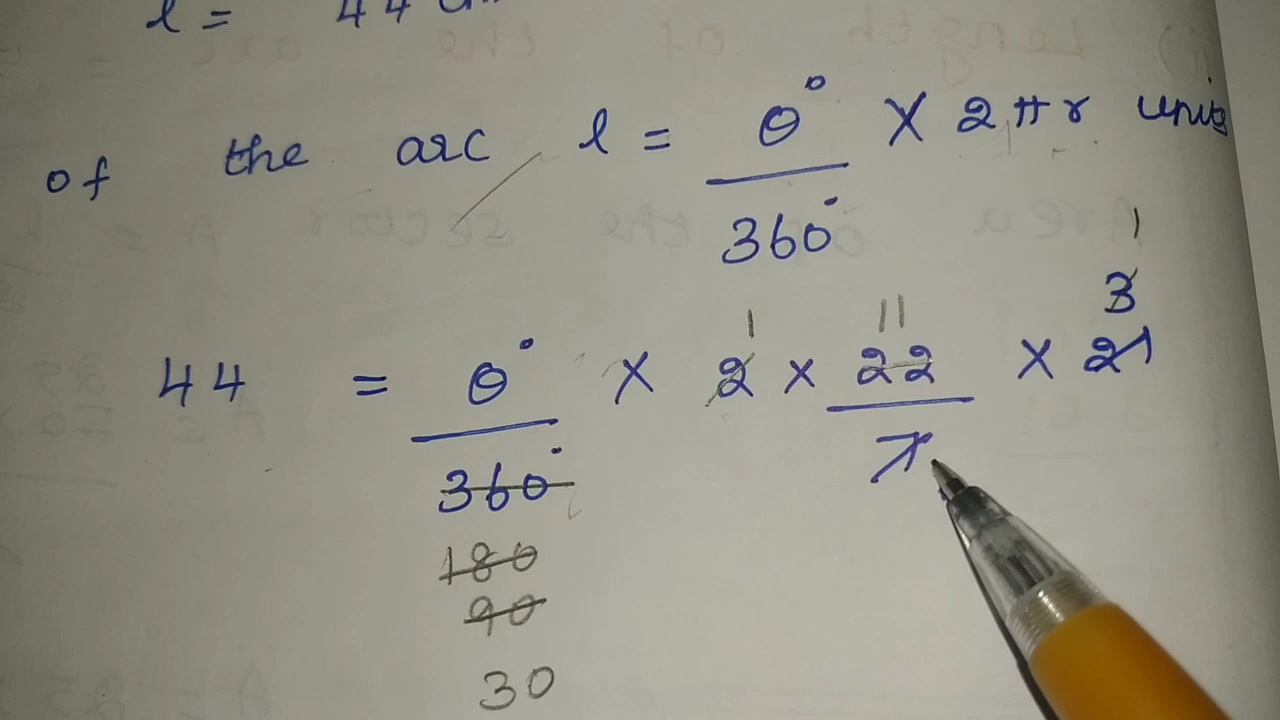 l = 44 cm
of the arc l = θ° / 360° × 2πr units
1
1 11 3
44 = θ° / 360° × 2 × 22 / 7 × 21
180
90
30